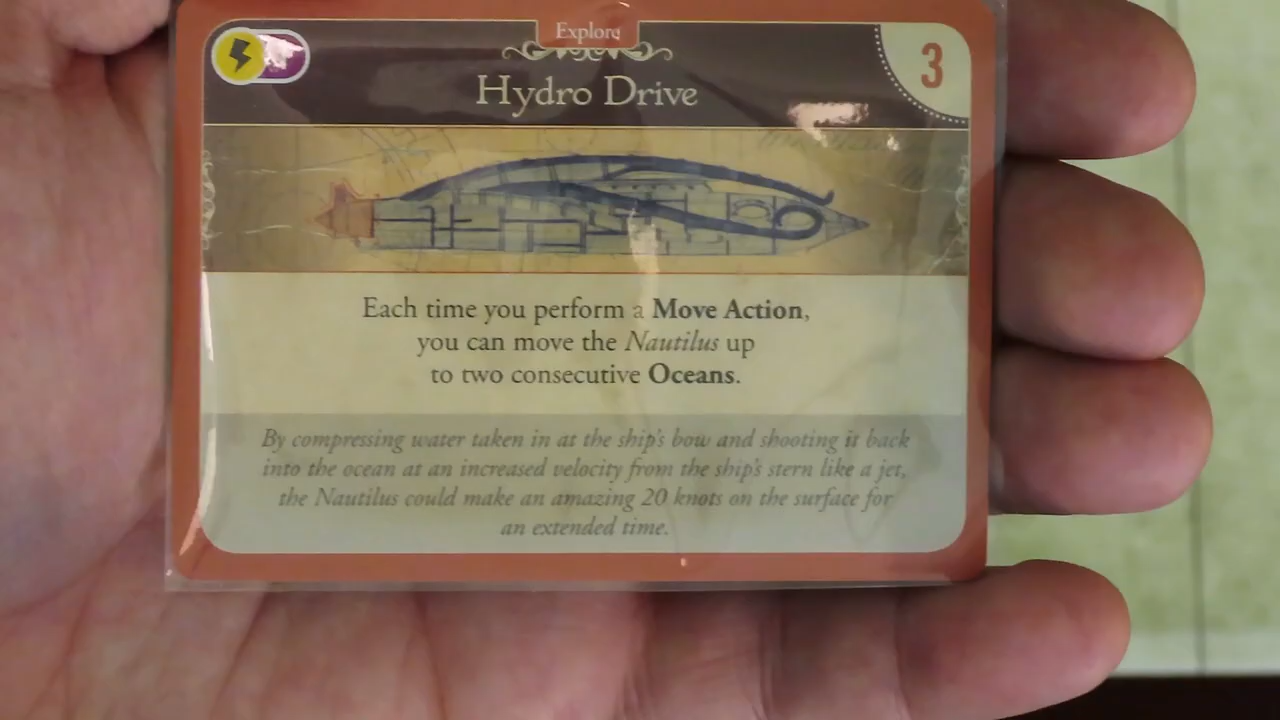 Explore
3
Hydro Drive
Each time you perform a Move Action,
you can move the Nautilus up
to two consecutive Oceans.
By compressing water taken in at the ship's bow and shooting it back
into the ocean at an increased velocity from the ship's stern like a jet,
the Nautilus could make an amazing 20 knots on the surface for
an extended time.